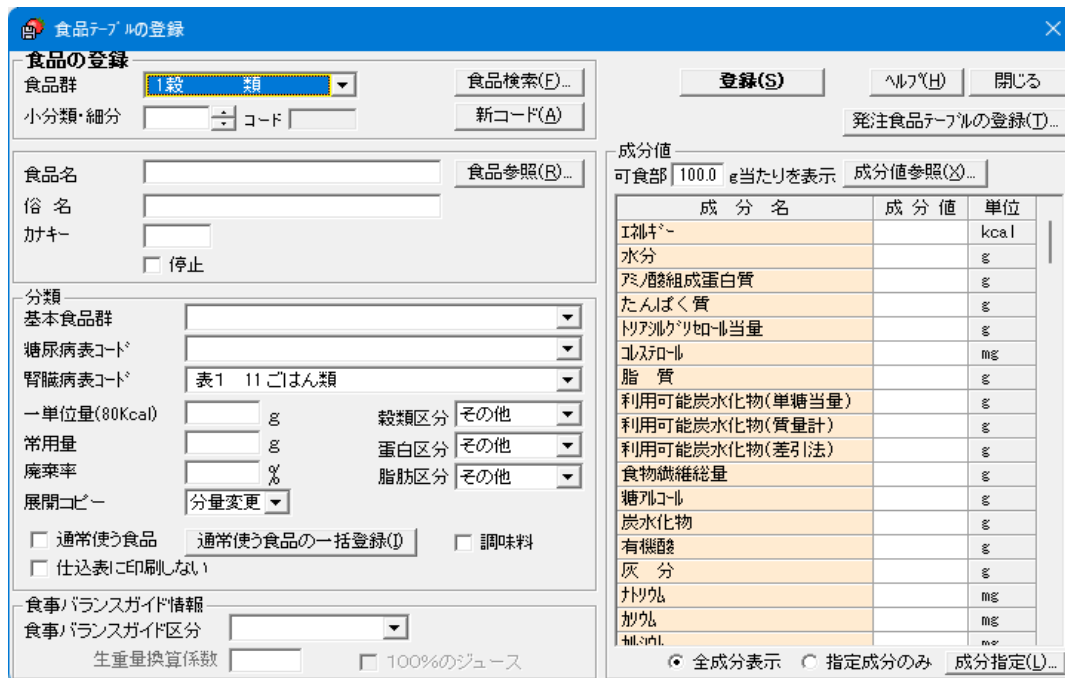 食品ﾃｰﾌﾞﾙの登録
食品の登録
食品群 1穀 類 食品検索(F)...
小分類・細分 コード 新コード(A)
登録(S) ﾍﾙﾌﾟ(H) 閉じる
発注食品テーブルの登録(T)...
食品名 食品参照(R)...
俗 名
カナキー
停止
分類
基本食品群
糖尿病表ｺｰﾄﾞ
腎臓病表ｺｰﾄﾞ 表1 11 ごはん類
一単位量(80Kcal) g 穀類区分 その他
常用量 g 蛋白区分 その他
廃棄率 % 脂肪区分 その他
展開コピー 分量変更
通常使う食品 通常使う食品の一括登録(I) 調味料
仕込表に印刷しない
食事バランスガイド情報
食事バランスガイド区分
生重量換算係数 100%のジュース
成分値
可食部 100.0 g当たりを表示 成分値参照(X)...
成 分 名 成 分 値 単位
ｴﾈﾙｷﾞｰ kcal
水分 g
ｱﾐﾉ酸組成蛋白質 g
たんぱく質 g
ﾄﾘｱｼﾙｸﾞﾘｾﾛｰﾙ当量 g
ｺﾚｽﾃﾛｰﾙ mg
脂 質 g
利用可能炭水化物(単糖当量) g
利用可能炭水化物(質量計) g
利用可能炭水化物(差引法) g
食物繊維総量 g
糖ｱﾙｺｰﾙ g
炭水化物 g
有機酸 g
灰 分 g
ﾅﾄﾘｳﾑ mg
ｶﾘｳﾑ mg
ｶﾙｼｳﾑ mg
全成分表示 指定成分のみ 成分指定(L)...